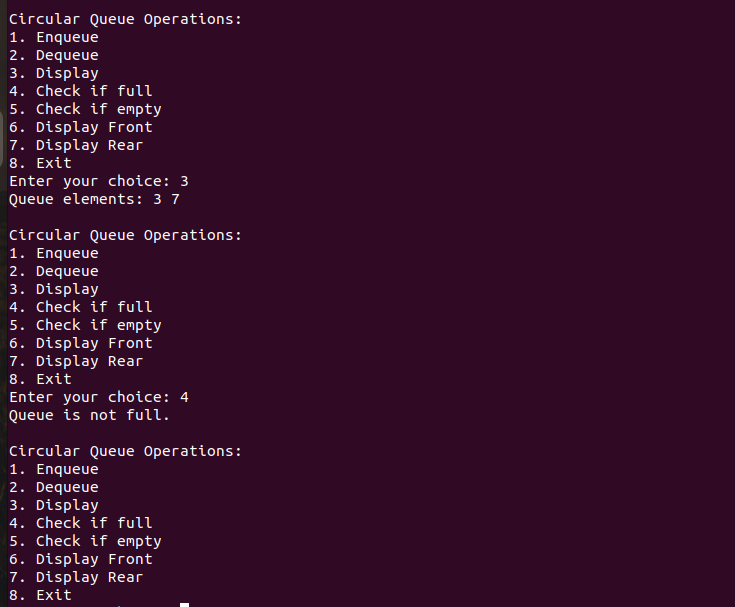 Circular Queue Operations:
1. Enqueue
2. Dequeue
3. Display
4. Check if full
5. Check if empty
6. Display Front
7. Display Rear
8. Exit
Enter your choice: 3
Queue elements: 3 7
Circular Queue Operations:
1. Enqueue
2. Dequeue
3. Display
4. Check if full
5. Check if empty
6. Display Front
7. Display Rear
8. Exit
Enter your choice: 4
Queue is not full.
Circular Queue Operations:
1. Enqueue
2. Dequeue
3. Display
4. Check if full
5. Check if empty
6. Display Front
7. Display Rear
8. Exit